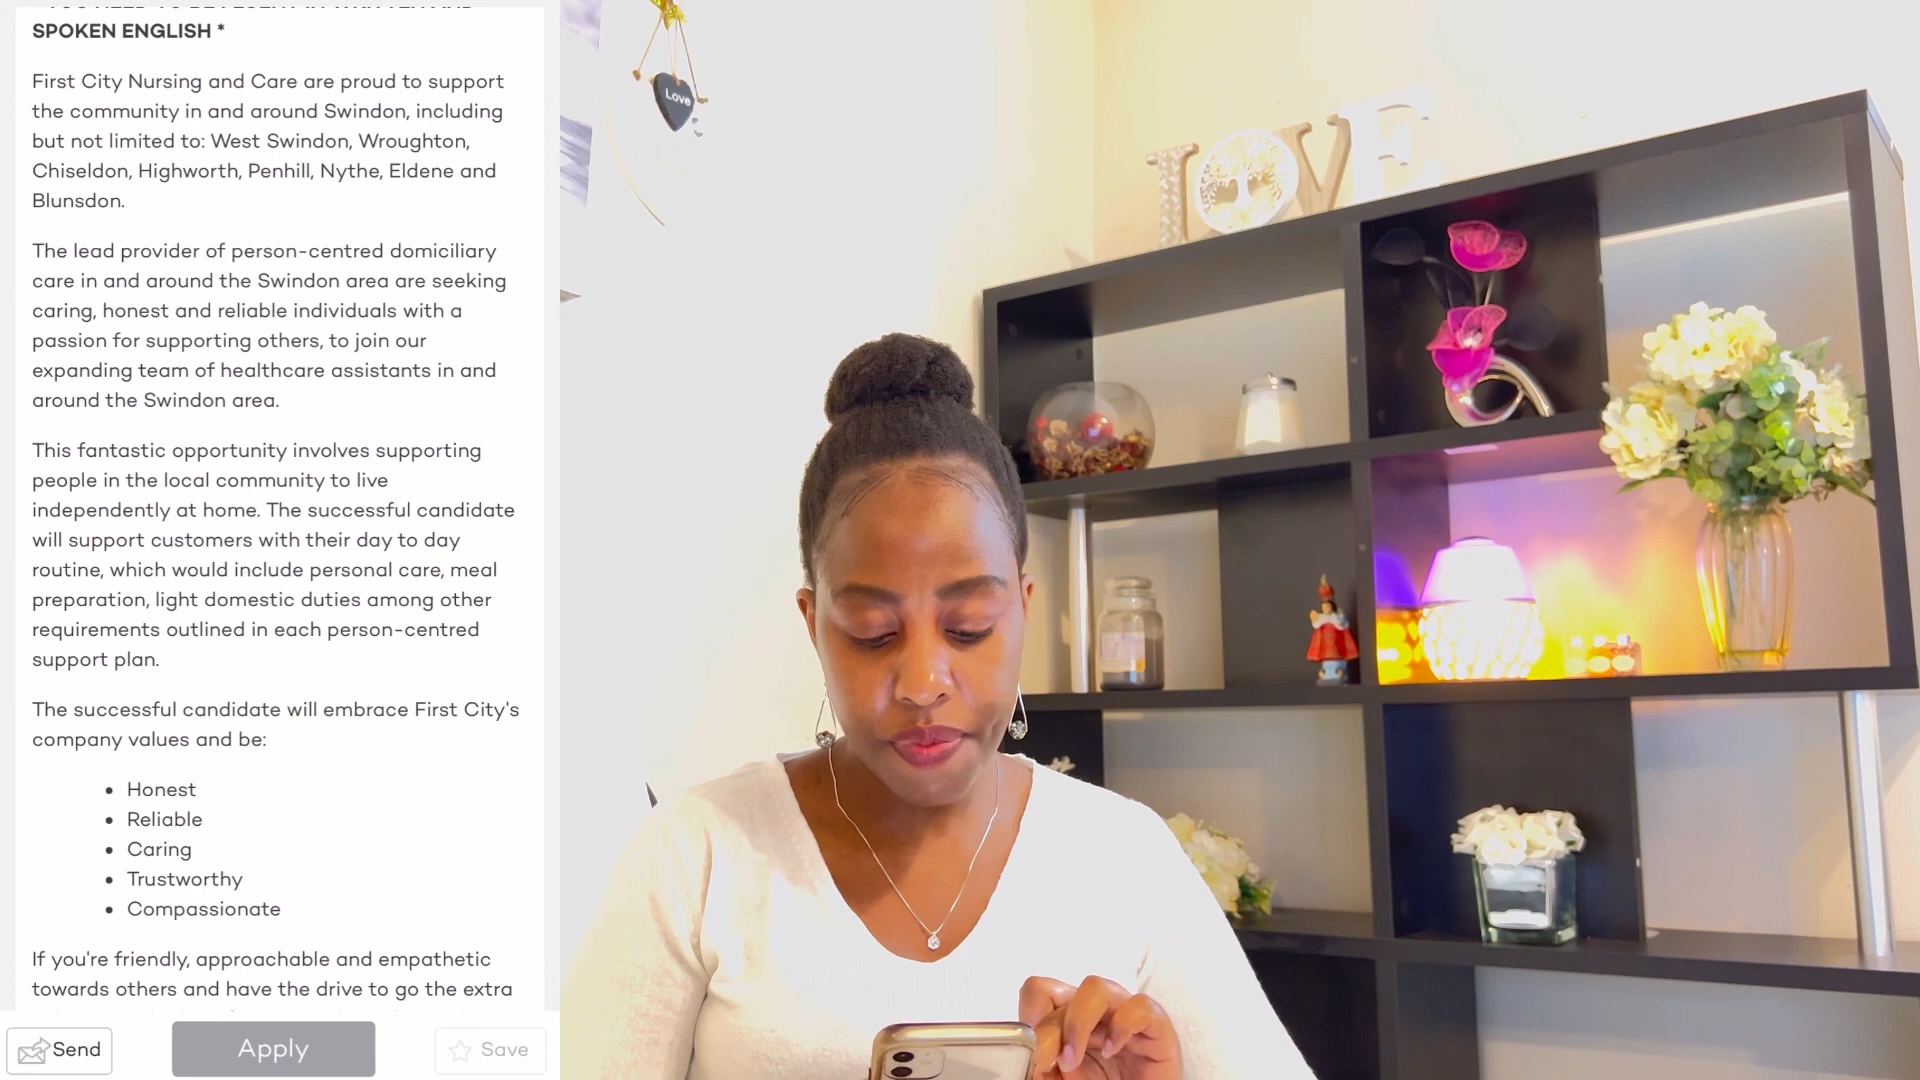 SPOKEN ENGLISH *
First City Nursing and Care are proud to support
the community in and around Swindon, including
but not limited to: West Swindon, Wroughton,
Chiseldon, Highworth, Penhill, Nythe, Eldene and
Blunsdon.
The lead provider of person-centred domiciliary
care in and around the Swindon area are seeking
caring, honest and reliable individuals with a
passion for supporting others, to join our
expanding team of healthcare assistants in and
around the Swindon area.
This fantastic opportunity involves supporting
people in the local community to live
independently at home. The successful candidate
will support customers with their day to day
routine, which would include personal care, meal
preparation, light domestic duties among other
requirements outlined in each person-centred
support plan.
The successful candidate will embrace First City's
company values and be:
• Honest
• Reliable
• Caring
• Trustworthy
• Compassionate
If you're friendly, approachable and empathetic
towards others and have the drive to go the extra
Send
Apply
Save
Love
LOVE